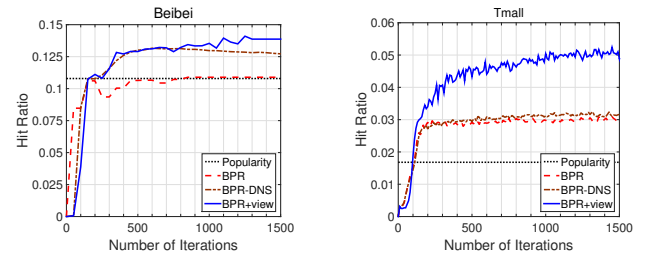 Beibei
0.15
0.125
0.1
0.075
0.05
0.025
0
Hit Ratio
Popularity
BPR
BPR-DNS
BPR+view
0 500 1000 1500
Number of Iterations
Tmall
0.06
0.05
0.04
0.03
0.02
0.01
0
Hit Ratio
Popularity
BPR
BPR-DNS
BPR+view
0 500 1000 1500
Number of Iterations